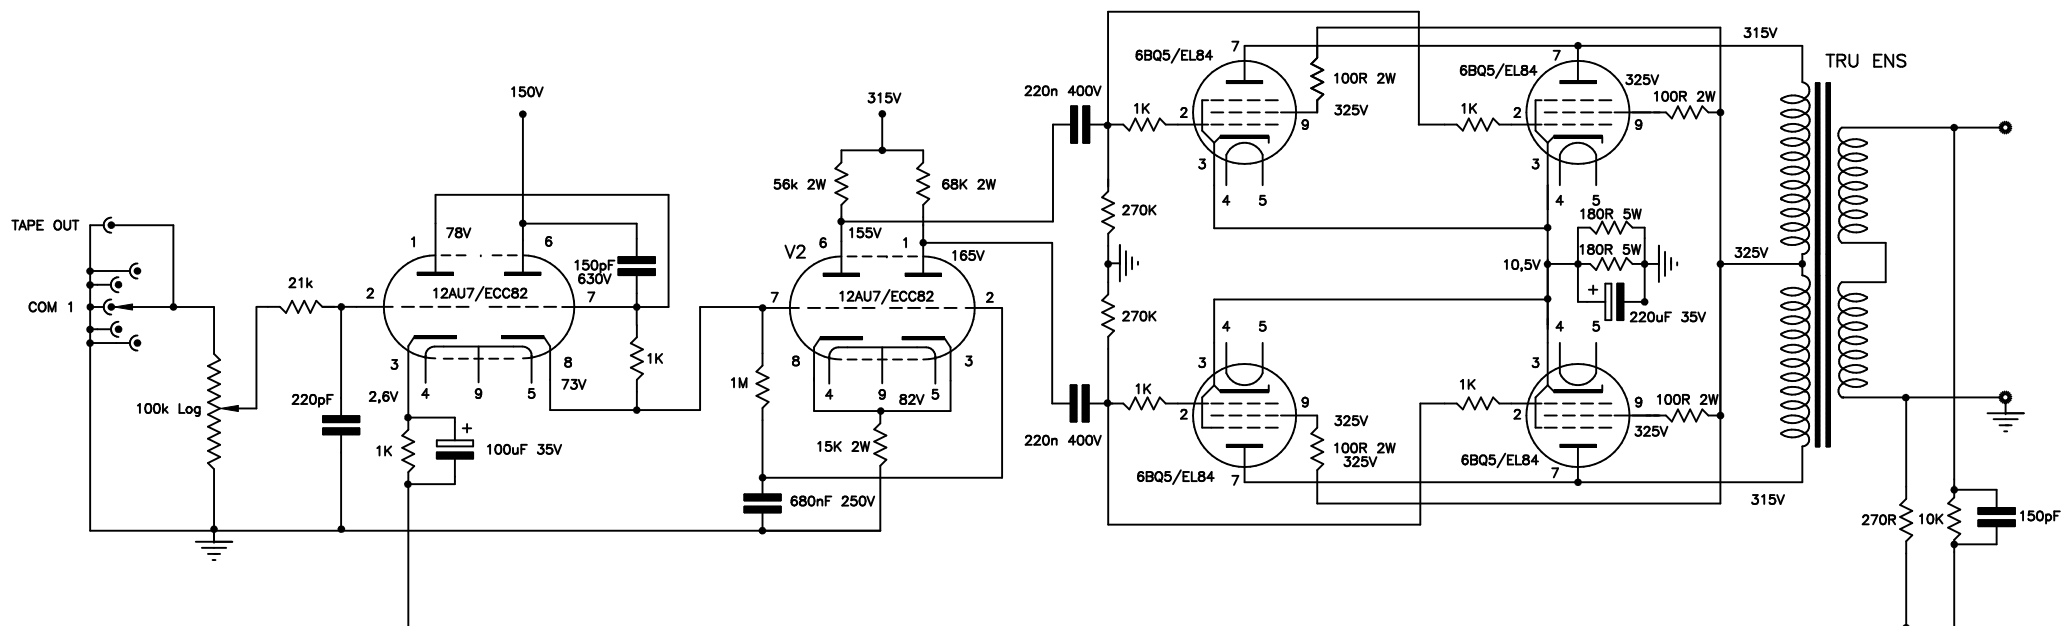 TAPE OUT
COM 1
100k Log
21k
220pF
150V
1
78V
6
150pF
630V
12AU7/ECC82
2
7
3
8
2,6V
4
9
5
73V
1K
1K
+
100uF 35V
315V
56k 2W
68K 2W
V2
6
155V
1
165V
12AU7/ECC82
7
2
8
3
4
9
5
82V
1M
15K 2W
680nF 250V
220n 400V
1K
270K
270K
220n 400V
1K
6BQ5/EL84
7
2
9
3
4
5
100R 2W
325V
6BQ5/EL84
7
325V
100R 2W
1K
2
9
3
4
5
180R 5W
180R 5W
10,5V
+
220uF 35V
4
5
3
2
9
325V
100R 2W
325V
6BQ5/EL84
7
4
5
3
1K
2
9
100R 2W
325V
6BQ5/EL84
7
315V
325V
315V
TRU ENS
270R
10K
150pF